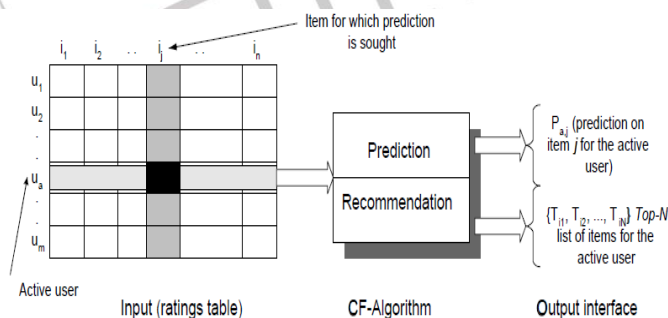 Item for which prediction
is sought
i1 i2 . . ij . . in
u1
u2
.
.
ua
.
.
um
Active user
Prediction
Recommendation
Pa,j (prediction on
item j for the active
user)
{Ti1, Ti2, ..., TiN} Top-N
list of items for the
active user
Input (ratings table) CF-Algorithm Output interface